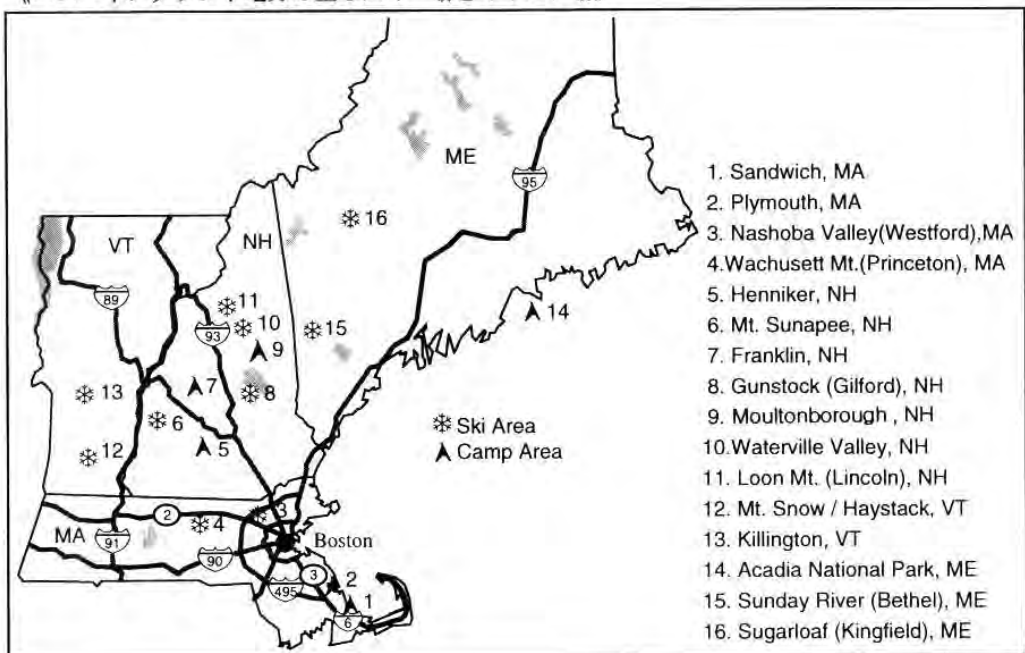 ME
95
16
VT
NH
89
11
10
93
9
15
14
13
7
8
6
5
12
Ski Area
Camp Area
2
4
3
MA
91
90
Boston
3
2
495
1
6
1. Sandwich, MA
2. Plymouth, MA
3. Nashoba Valley(Westford),MA
4.Wachusett Mt.(Princeton), MA
5. Henniker, NH
6. Mt. Sunapee, NH
7. Franklin, NH
8. Gunstock (Gilford), NH
9. Moultonborough , NH
10.Waterville Valley, NH
11. Loon Mt. (Lincoln), NH
12. Mt. Snow / Haystack, VT
13. Killington, VT
14. Acadia National Park, ME
15. Sunday River (Bethel), ME
16. Sugarloaf (Kingfield), ME